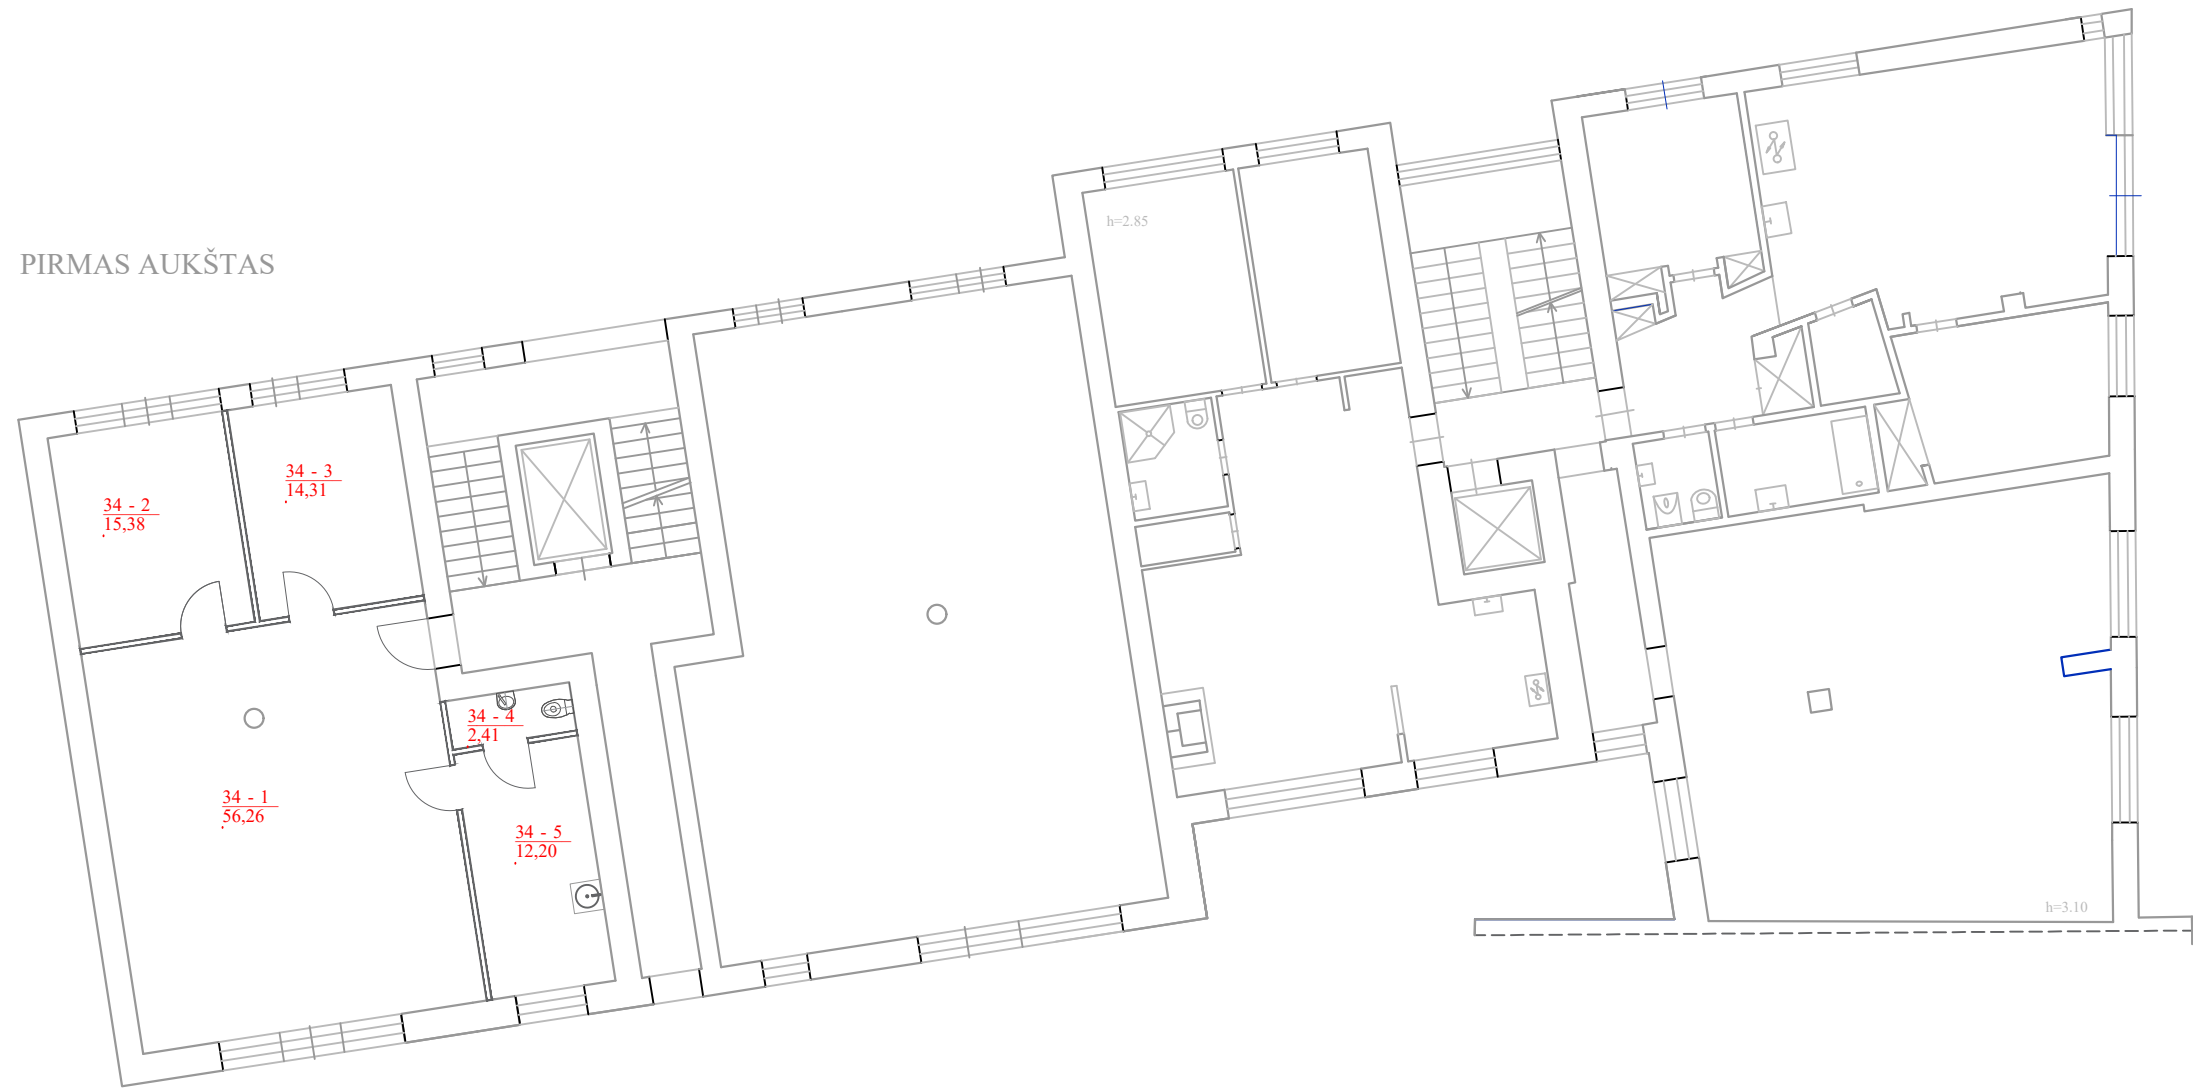 h=2.85
PIRMAS AUKŠTAS
34 - 3
14,31
34 - 2
15,38
34 - 4
2,41
34 - 1
56,26
34 - 5
12,20
h=3.10